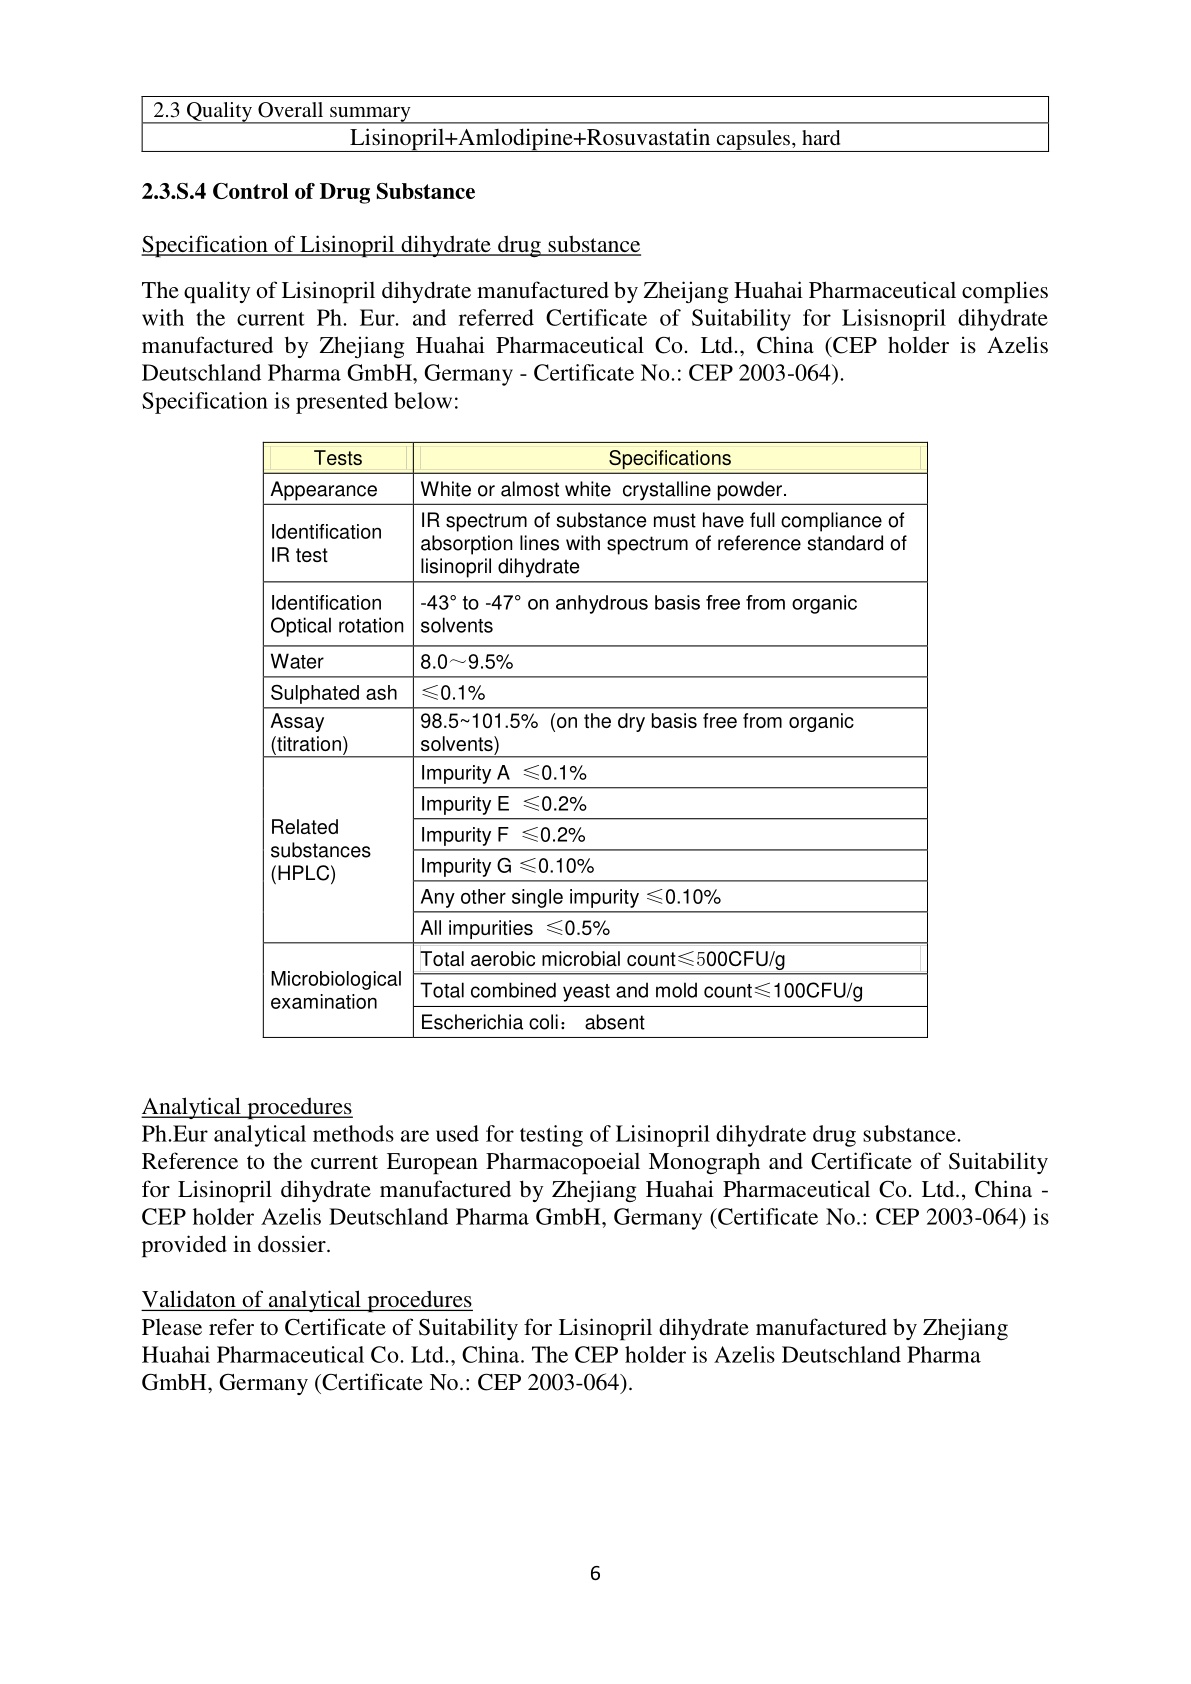 2.3 Quality Overall summary
Lisinopril+Amlodipine+Rosuvastatin capsules, hard
2.3.S.4 Control of Drug Substance
Specification of Lisinopril dihydrate drug substance
The quality of Lisinopril dihydrate manufactured by Zheijang Huahai Pharmaceutical complies
with the current Ph. Eur. and referred Certificate of Suitability for Lisisnopril dihydrate
manufactured by Zhejiang Huahai Pharmaceutical Co. Ltd., China (CEP holder is Azelis
Deutschland Pharma GmbH, Germany - Certificate No.: CEP 2003-064).
Specification is presented below:
Tests Specifications
Appearance White or almost white crystalline powder.
Identification
IR test
IR spectrum of substance must have full compliance of
absorption lines with spectrum of reference standard of
lisinopril dihydrate
Identification
Optical rotation
-43° to -47° on anhydrous basis free from organic
solvents
Water 8.0～9.5%
Sulphated ash ≤0.1%
Assay
(titration)
98.5~101.5% (on the dry basis free from organic
solvents)
Related
substances
(HPLC)
Impurity A ≤0.1%
Impurity E ≤0.2%
Impurity F ≤0.2%
Impurity G ≤0.10%
Any other single impurity ≤0.10%
All impurities ≤0.5%
Microbiological
examination
Total aerobic microbial count≤500CFU/g
Total combined yeast and mold count≤100CFU/g
Escherichia coli： absent
Analytical procedures
Ph.Eur analytical methods are used for testing of Lisinopril dihydrate drug substance.
Reference to the current European Pharmacopoeial Monograph and Certificate of Suitability
for Lisinopril dihydrate manufactured by Zhejiang Huahai Pharmaceutical Co. Ltd., China -
CEP holder Azelis Deutschland Pharma GmbH, Germany (Certificate No.: CEP 2003-064) is
provided in dossier.
Validaton of analytical procedures
Please refer to Certificate of Suitability for Lisinopril dihydrate manufactured by Zhejiang
Huahai Pharmaceutical Co. Ltd., China. The CEP holder is Azelis Deutschland Pharma
GmbH, Germany (Certificate No.: CEP 2003-064).
6